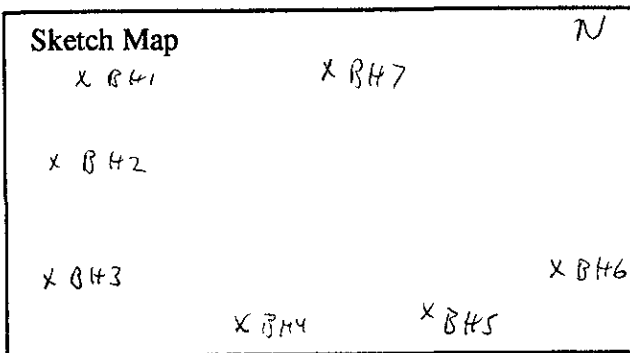 Sketch Map N
x BH1 x BH7
x BH2
x BH3 x BH6
x BH4 x BH5